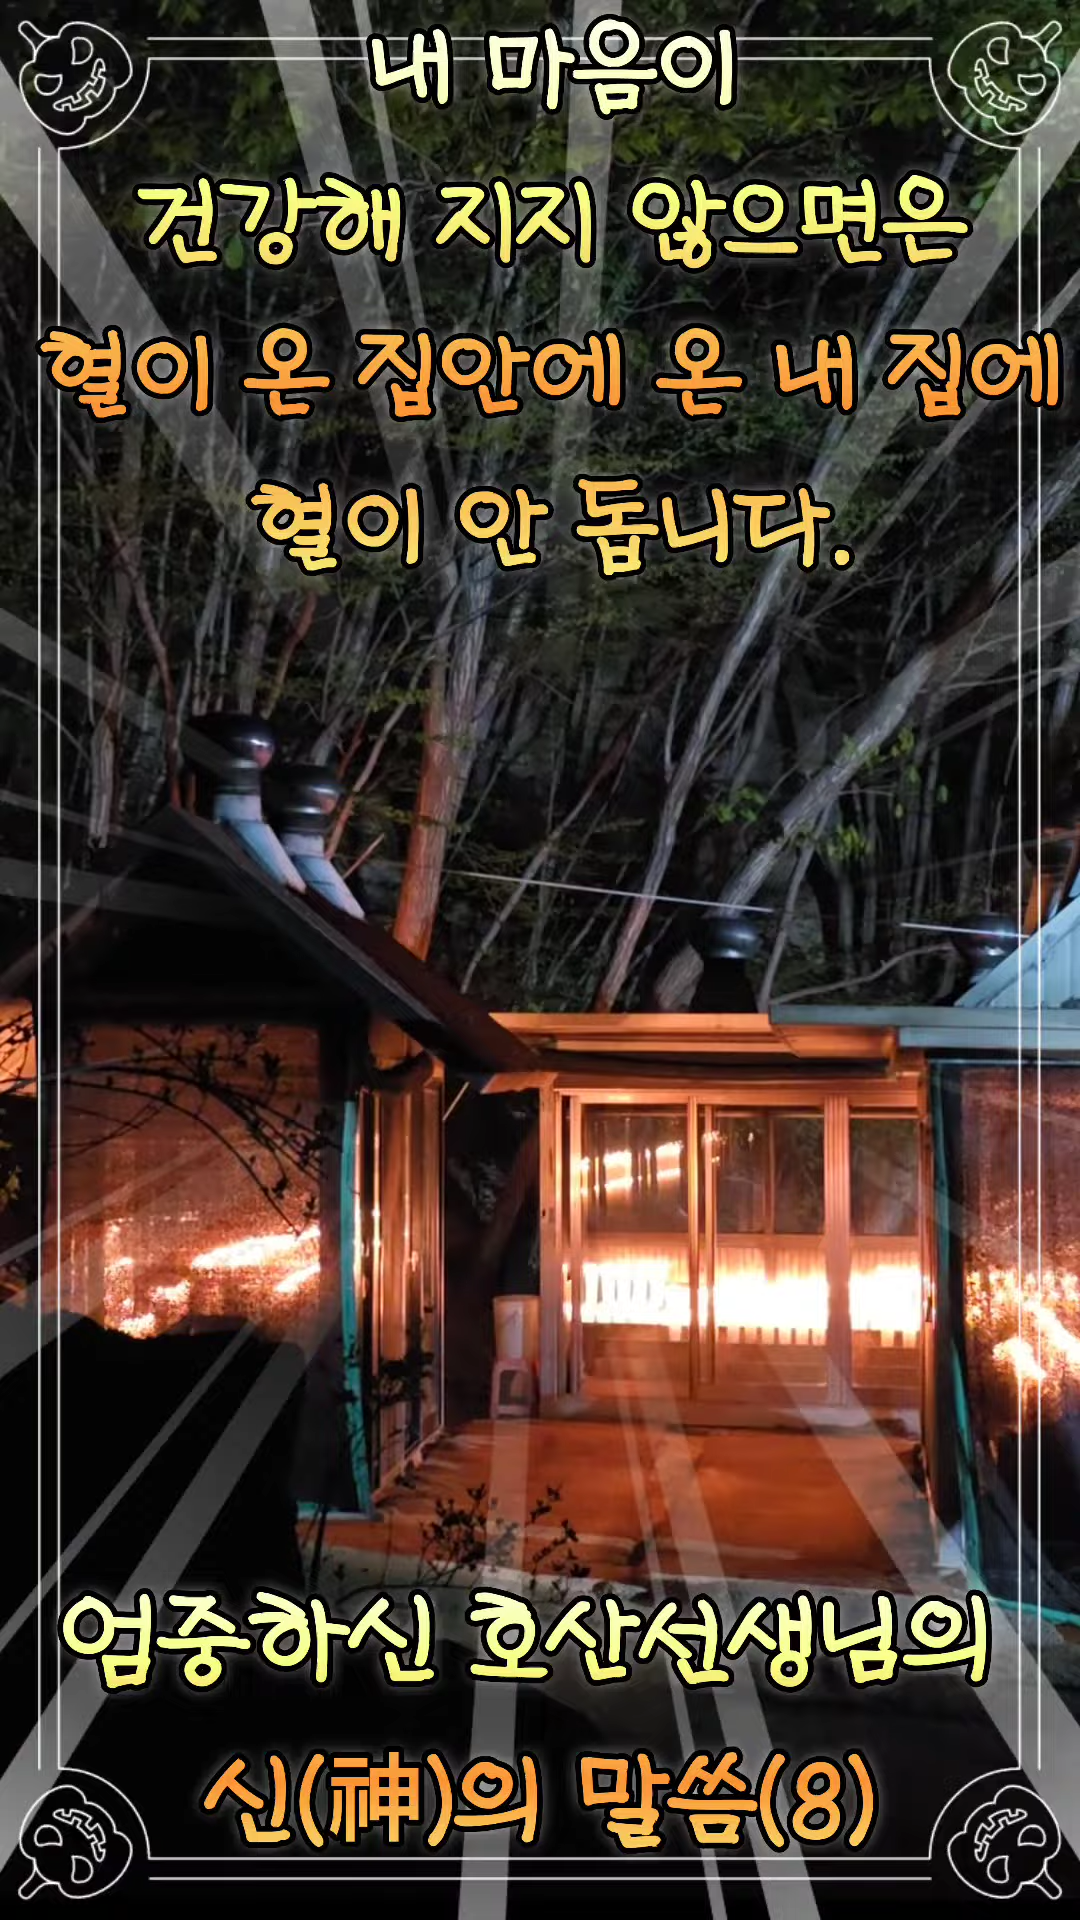 내 마음이
건강해 지지 않으면은
혈이 온 집안에 온 내 집에
혈이 안 돕니다.
엄중하신 호산선생님의
신(神)의 말씀(8)